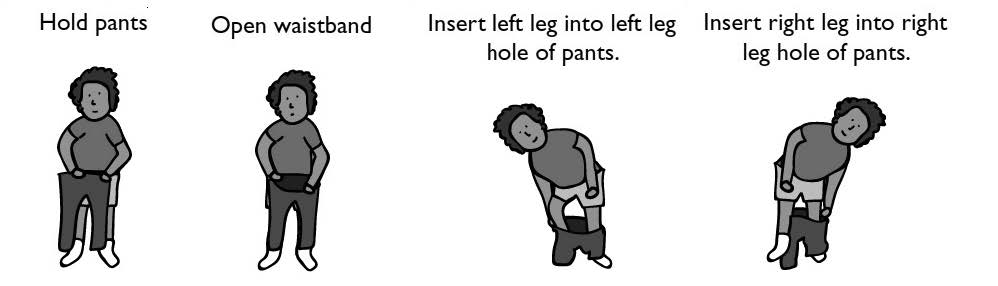 Hold pants
Open waistband
Insert left leg into left leg
hole of pants.
Insert right leg into right
leg hole of pants.